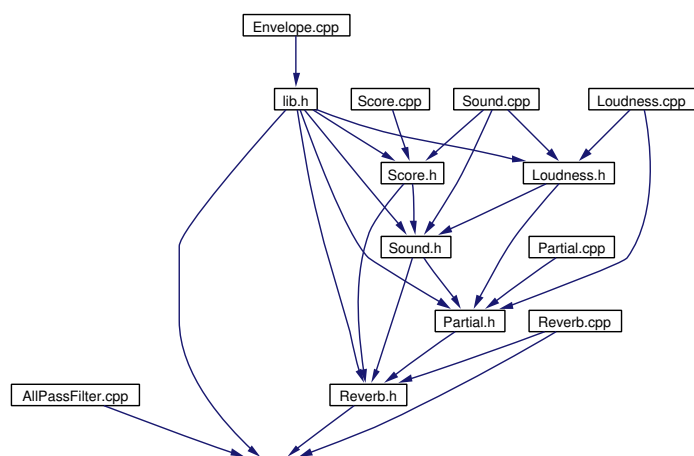 Envelope.cpp
lib.h
Score.cpp
Sound.cpp
Loudness.cpp
Score.h
Loudness.h
Sound.h
Partial.cpp
Partial.h
Reverb.cpp
AllPassFilter.cpp
Reverb.h